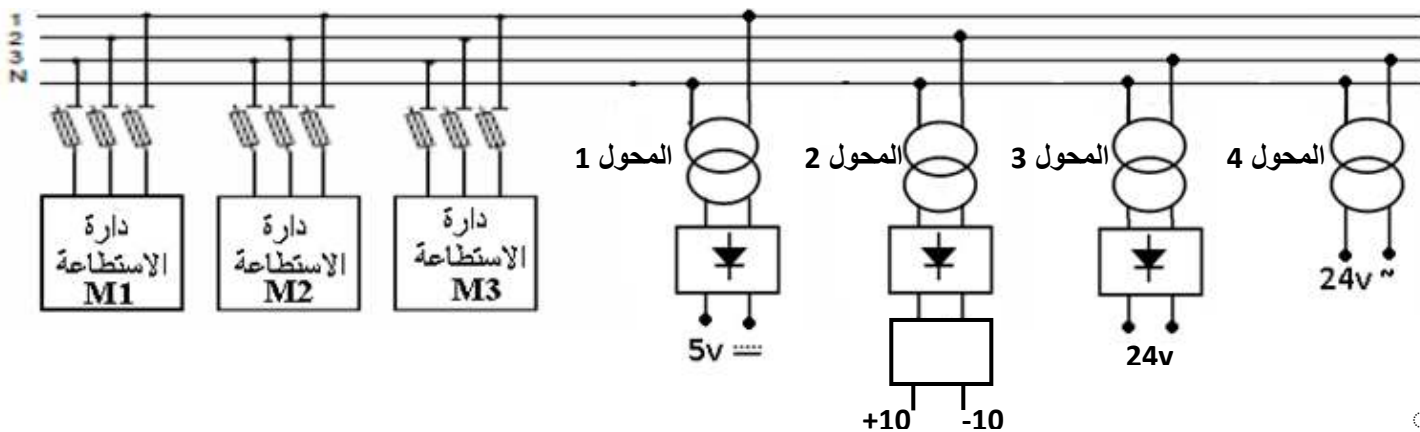 1
2
3
N
المحول 1
المحول 2
المحول 3
المحول 4
دارة
الاستطاعة
M1
دارة
الاستطاعة
M2
دارة
الاستطاعة
M3
5v
24v
24v ~
+10
-10